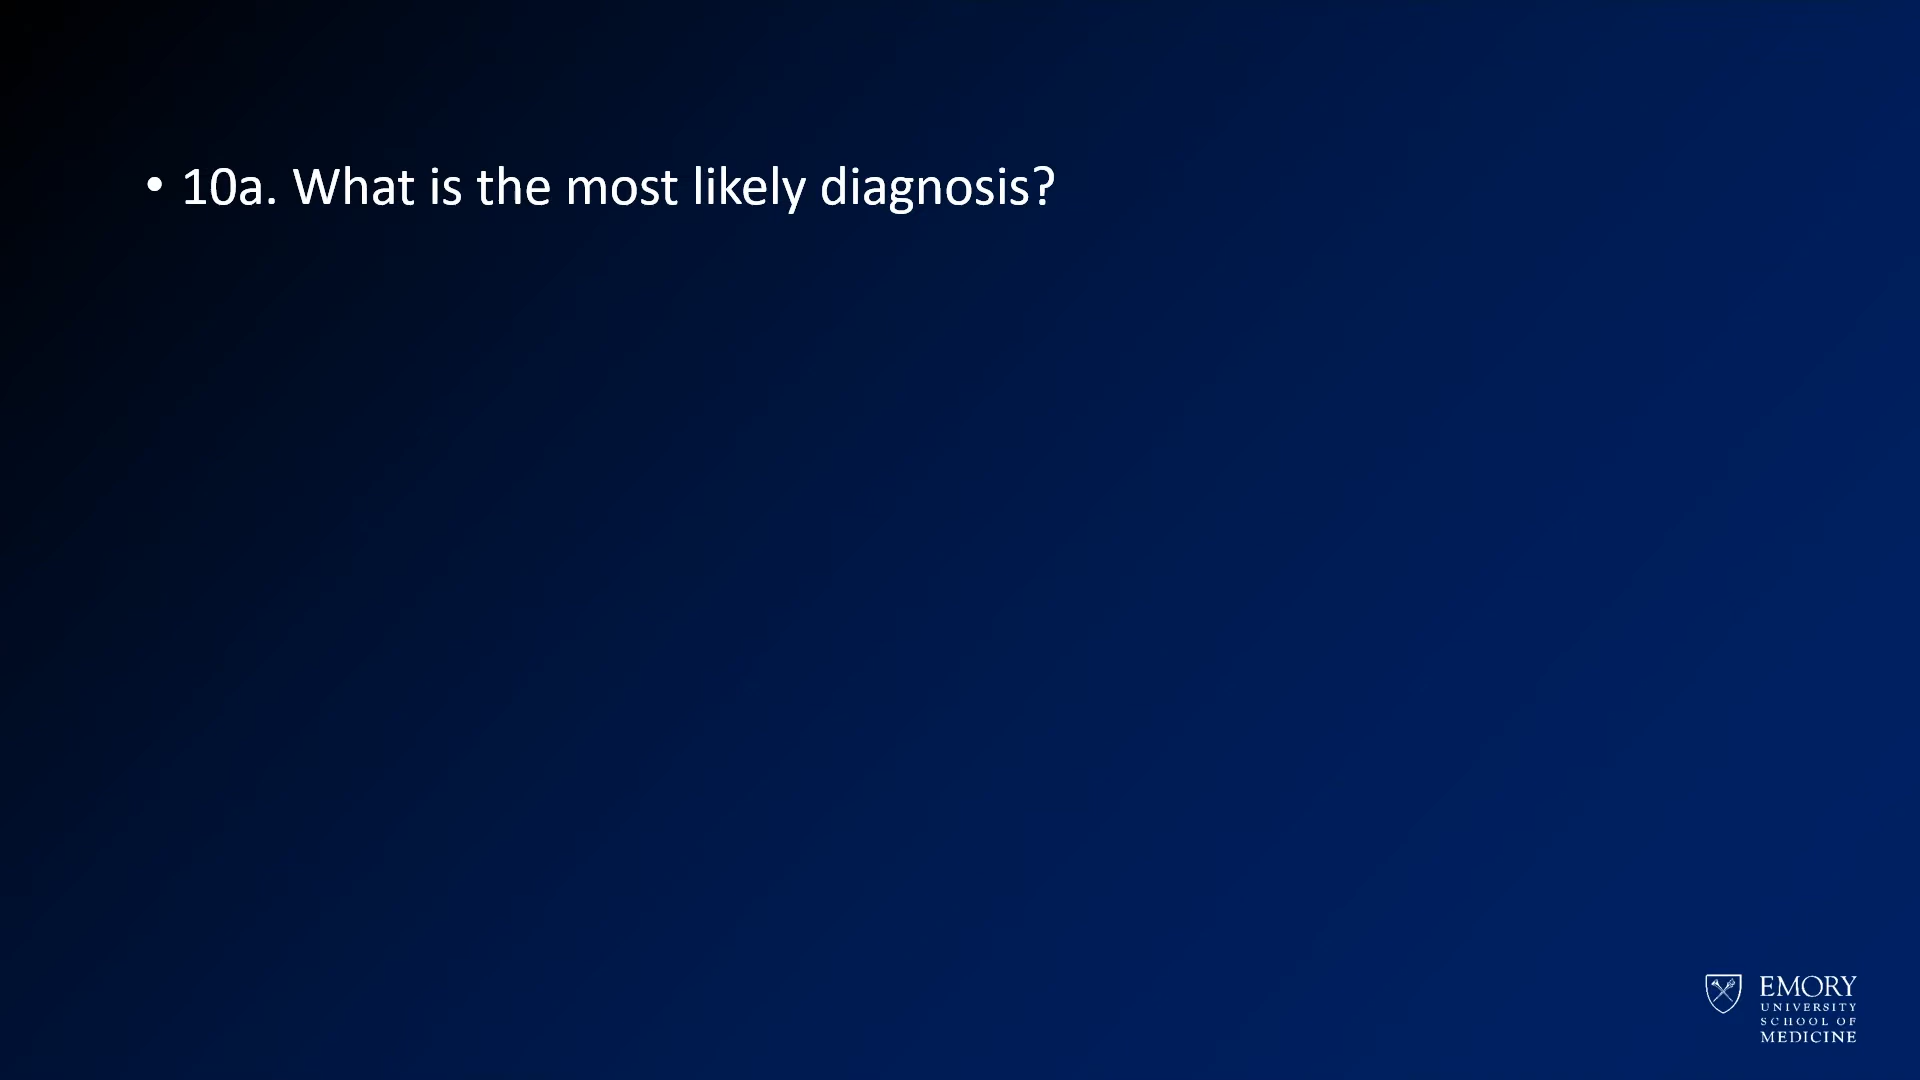 • 10a. What is the most likely diagnosis?
EMORY
UNIVERSITY
SCHOOL OF
MEDICINE